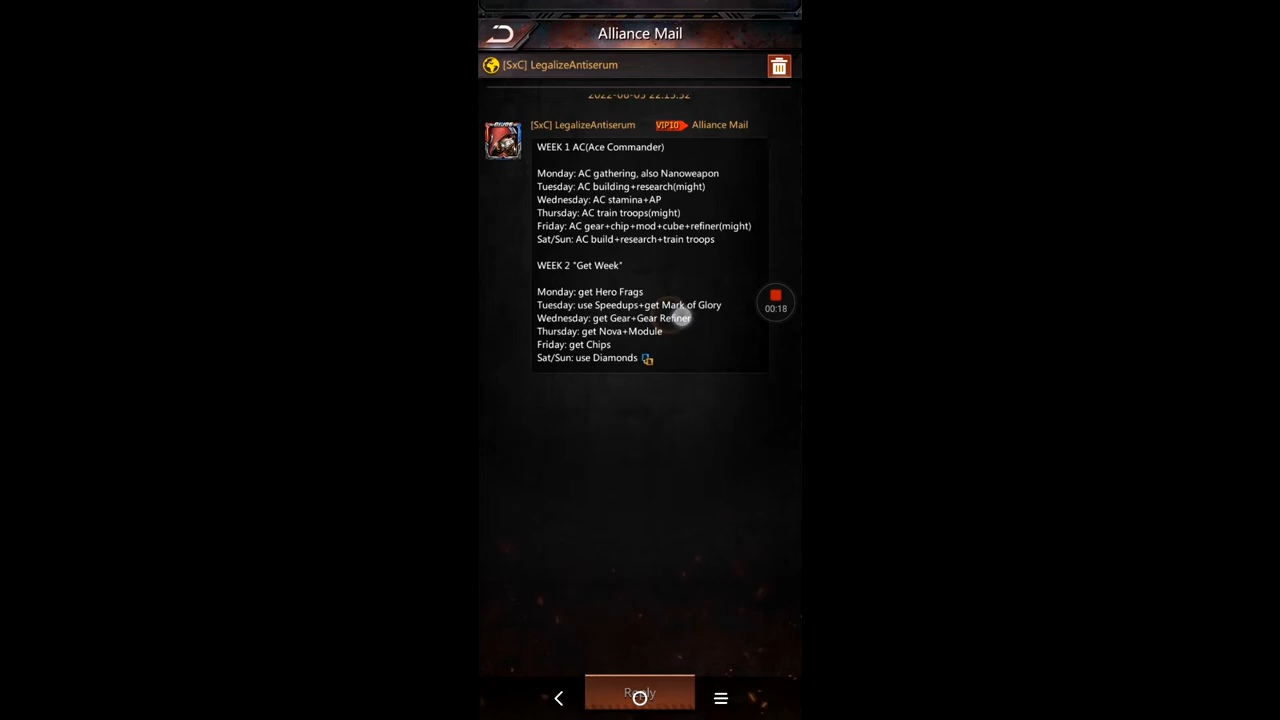 Alliance Mail
[SxC] LegalizeAntiserum
[SxC] LegalizeAntiserum VIP10 Alliance Mail
WEEK 1 AC(Ace Commander)
Monday: AC gathering, also Nanoweapon
Tuesday: AC building+research(might)
Wednesday: AC stamina+AP
Thursday: AC train troops(might)
Friday: AC gear+chip+mod+cube+refiner(might)
Sat/Sun: AC build+research+train troops
WEEK 2 "Get Week"
Monday: get Hero Frags
Tuesday: use Speedups+get Mark of Glory
Wednesday: get Gear+Gear Refiner
Thursday: get Nova+Module
Friday: get Chips
Sat/Sun: use Diamonds
00:18
Reply